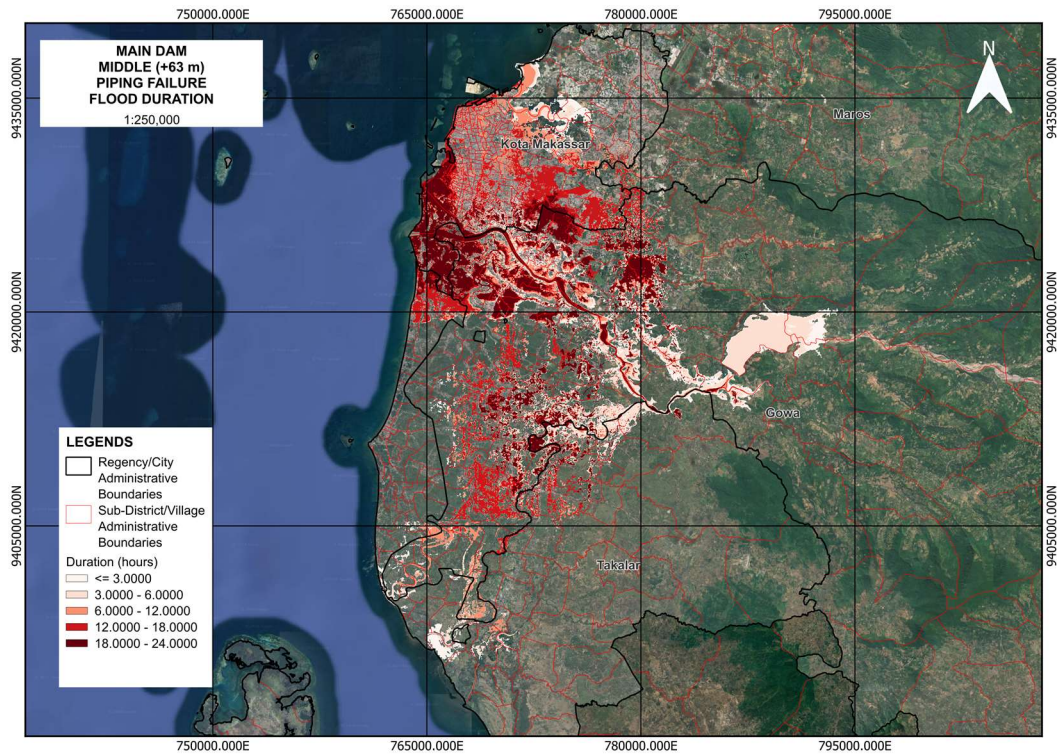 750000.000E 765000.000E 780000.000E 795000.000E
MAIN DAM
MIDDLE (+63 m)
PIPING FAILURE
FLOOD DURATION
1:250,000
N
9435000.000N 9435000.000N
Maros
Kota Makassar
9420000.000N 9420000.000N
Gowa
LEGENDS
Regency/City
Administrative
Boundaries
Sub-District/Village
Administrative
Boundaries
Duration (hours)
<= 3.0000
3.0000 - 6.0000
6.0000 - 12.0000
12.0000 - 18.0000
18.0000 - 24.0000
9405000.000N 9405000.000N
Takalar
750000.000E 765000.000E 780000.000E 795000.000E